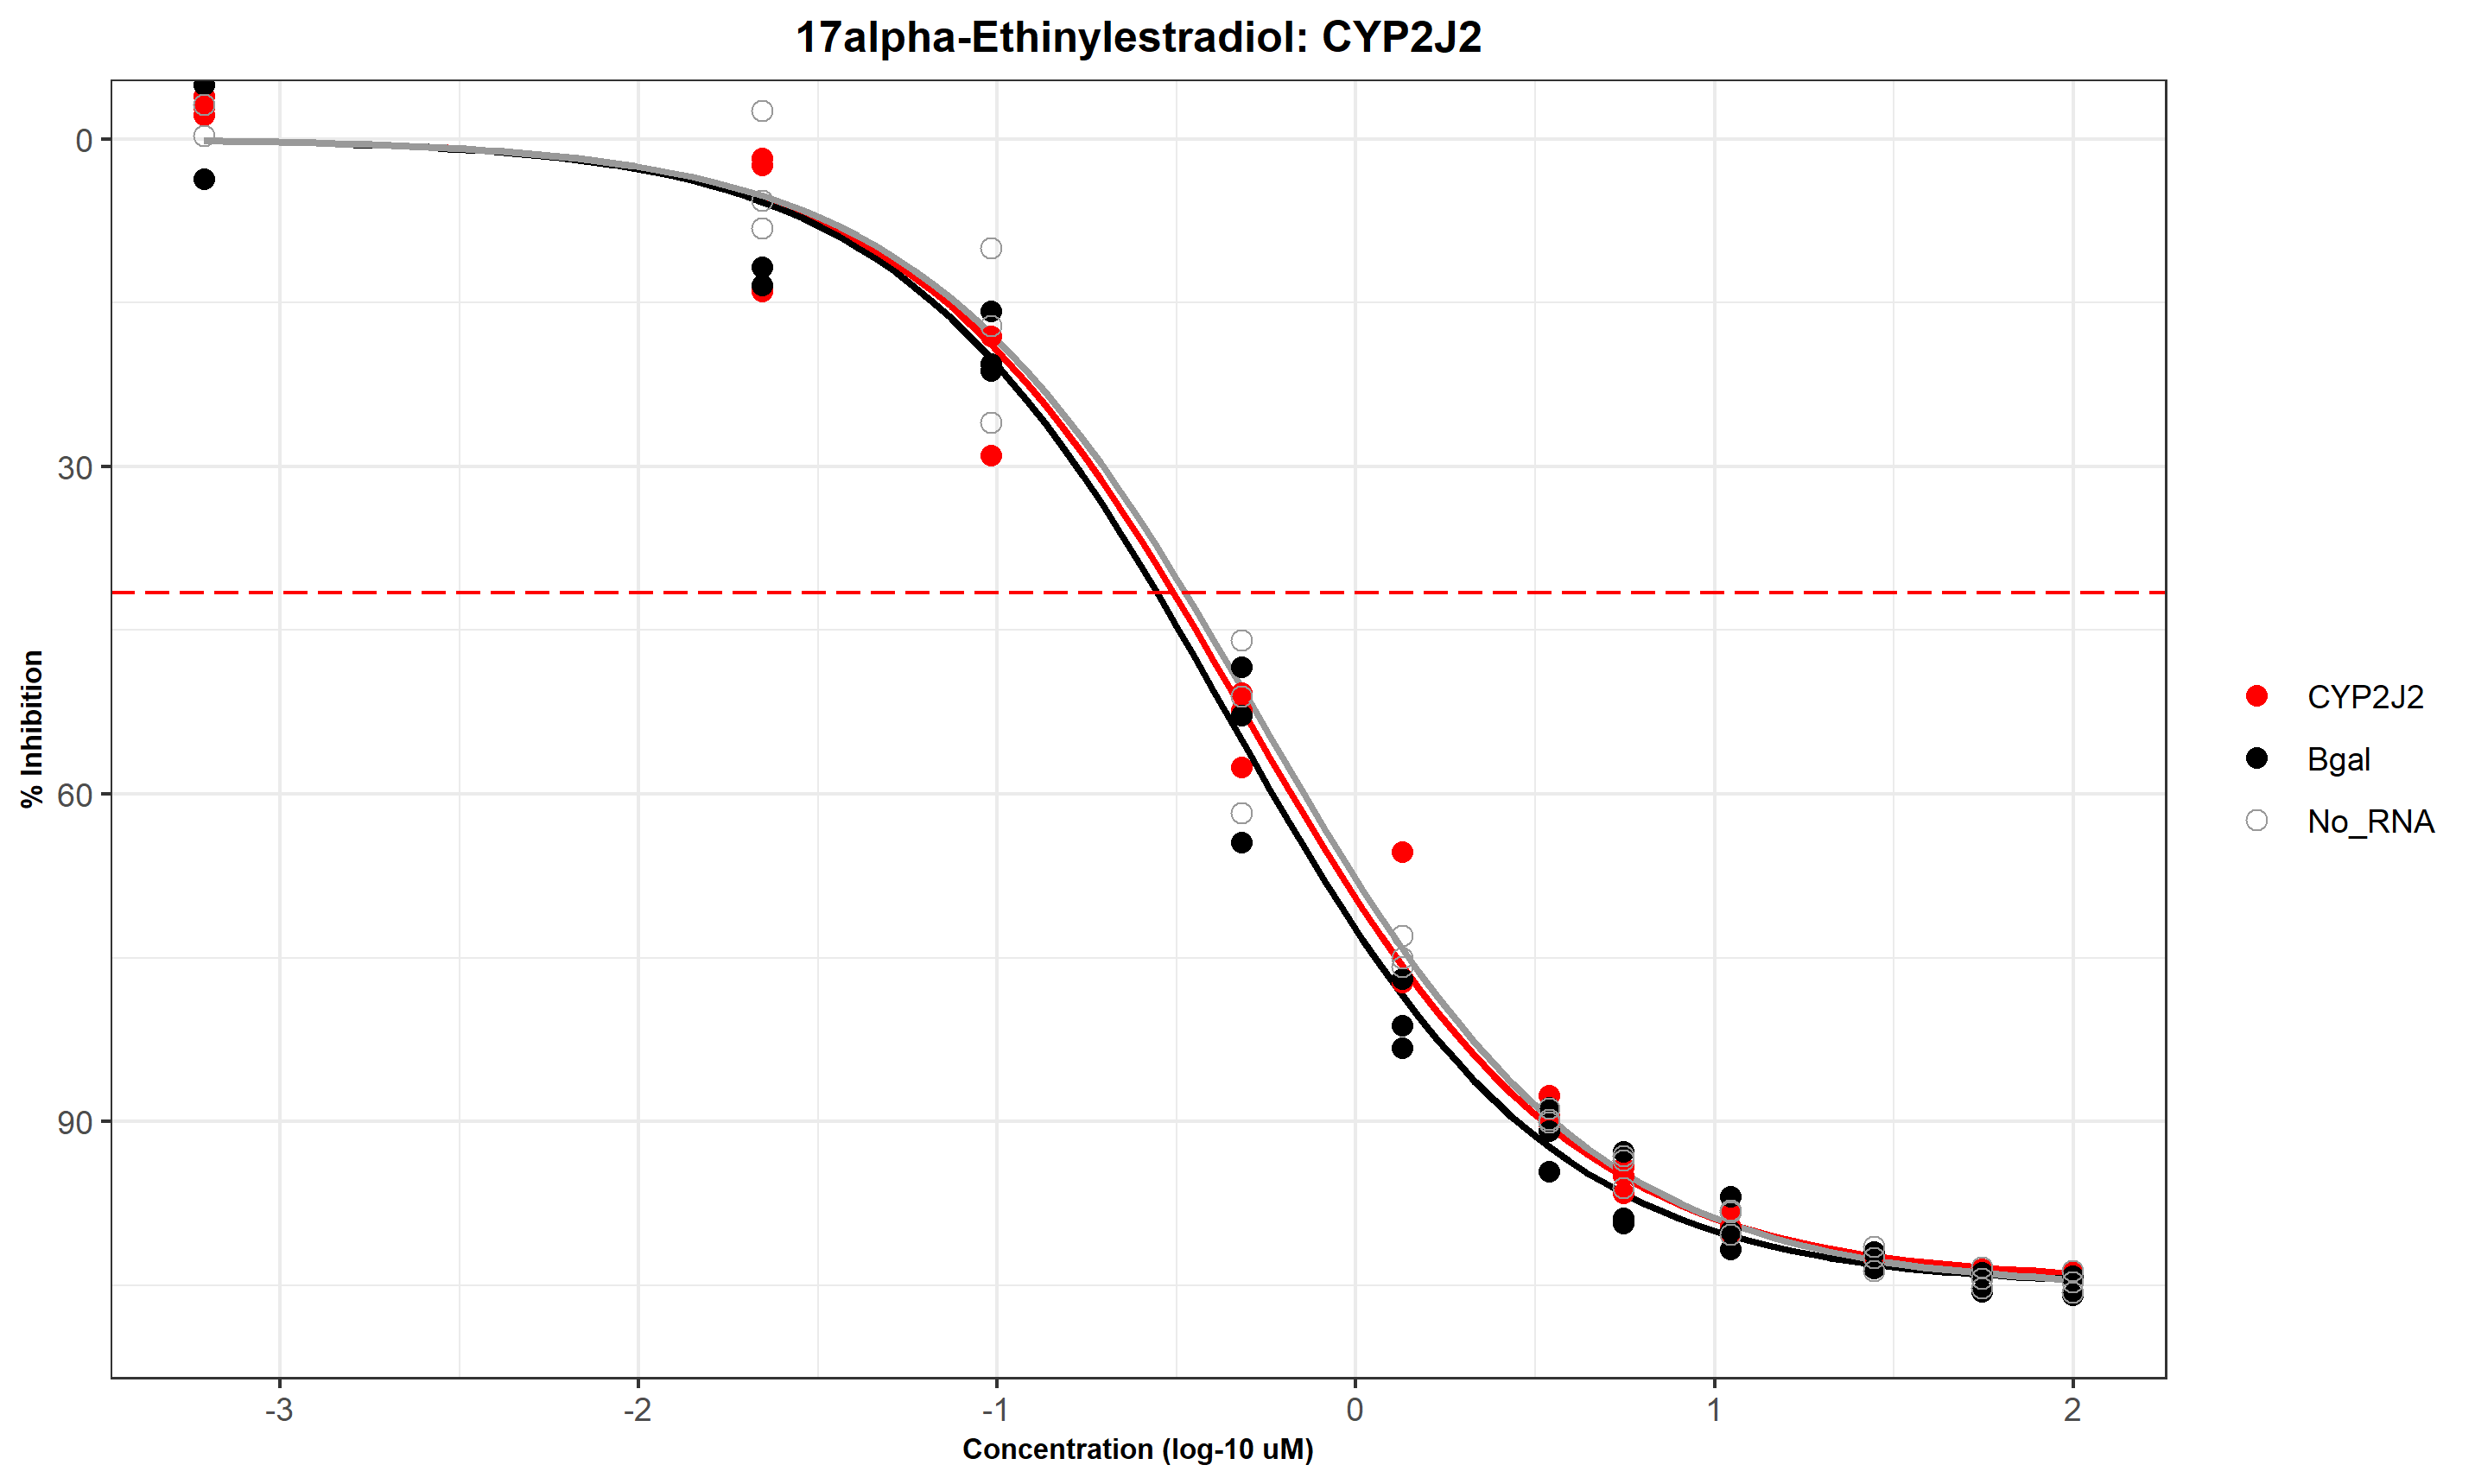 17alpha-Ethinylestradiol: CYP2J2
% Inhibition
0
30
60
90
-3
-2
-1
0
1
2
Concentration (log-10 uM)
CYP2J2
Bgal
No_RNA